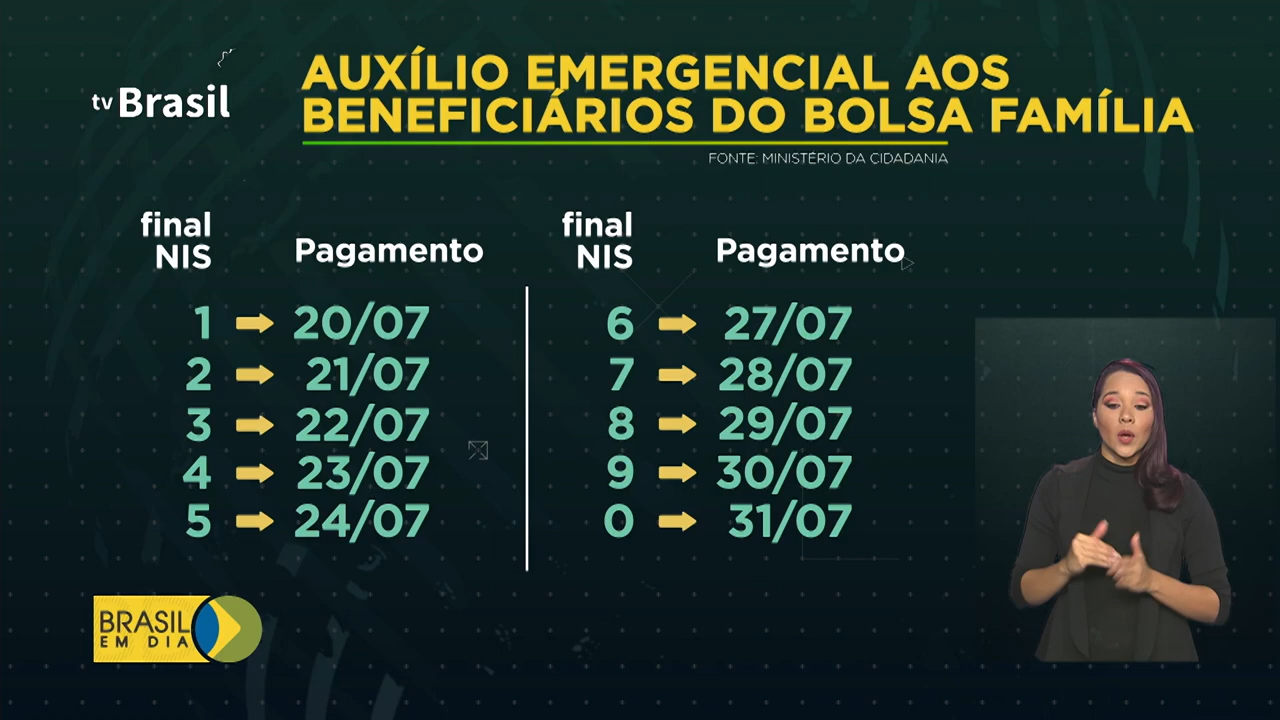 tv Brasil
AUXÍLIO EMERGENCIAL AOS
BENEFICIÁRIOS DO BOLSA FAMÍLIA
FONTE: MINISTÉRIO DA CIDADANIA
final
NIS
Pagamento
1 20/07
2 21/07
3 22/07
4 23/07
5 24/07
final
NIS
Pagamento
6 27/07
7 28/07
8 29/07
9 30/07
0 31/07
BRASIL
EM DIA